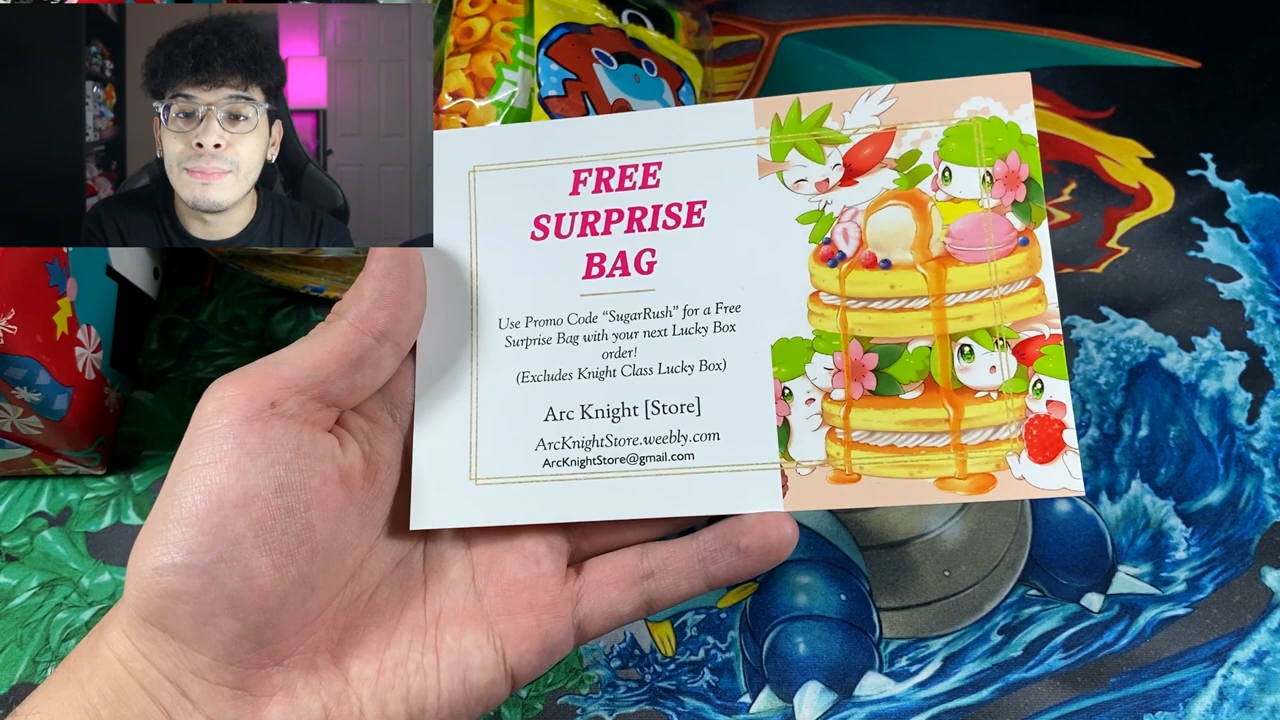 FREE
SURPRISE
BAG
Use Promo Code “SugarRush” for a Free
Surprise Bag with your next Lucky Box
order!
(Excludes Knight Class Lucky Box)
Arc Knight [Store]
ArcKnightStore.weebly.com
ArcKnightStore@gmail.com